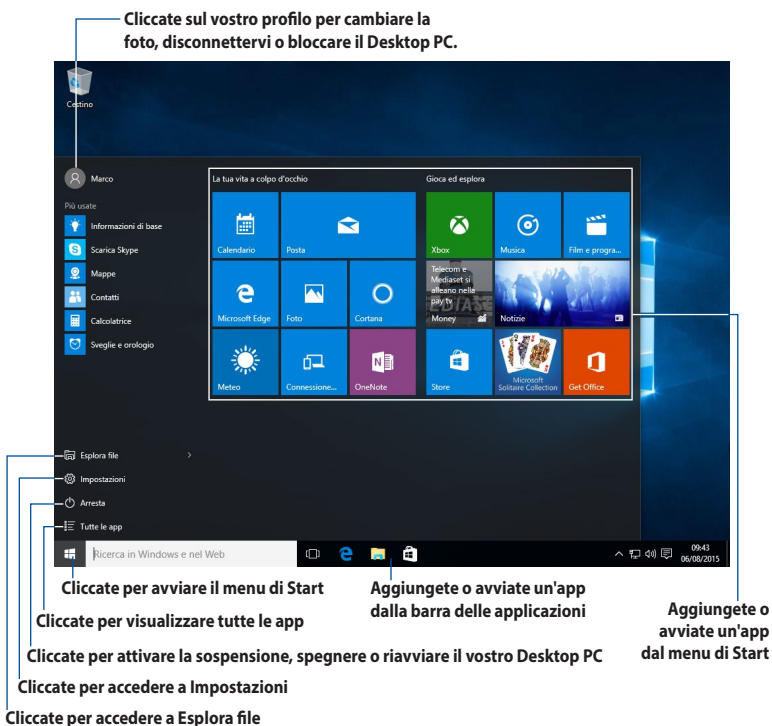 Cliccate sul vostro profilo per cambiare la
foto, disconnettervi o bloccare il Desktop PC.
Cestino
Marco
Più usate
Informazioni di base
Scarica Skype
Mappe
Contatti
Calcolatrice
Sveglie e orologio
La tua vita a colpo d'occhio
Calendario
Posta
Microsoft Edge
Foto
Cortana
Meteo
Connessione...
OneNote
Gioca ed esplora
Xbox
Musica
Film e progra...
Telecom e
Mediaset si
alleano nella
pay tv
Money
Notizie
Store
Microsoft
Solitaire Collection
Get Office
Esplora file
Impostazioni
Arresta
Tutte le app
Ricerca in Windows e nel Web
09:43
06/08/2015
Cliccate per avviare il menu di Start
Aggiungete o avviate un'app
dalla barra delle applicazioni
Aggiungete o
avviate un'app
dal menu di Start
Cliccate per visualizzare tutte le app
Cliccate per attivare la sospensione, spegnere o riavviare il vostro Desktop PC
Cliccate per accedere a Impostazioni
Cliccate per accedere a Esplora file